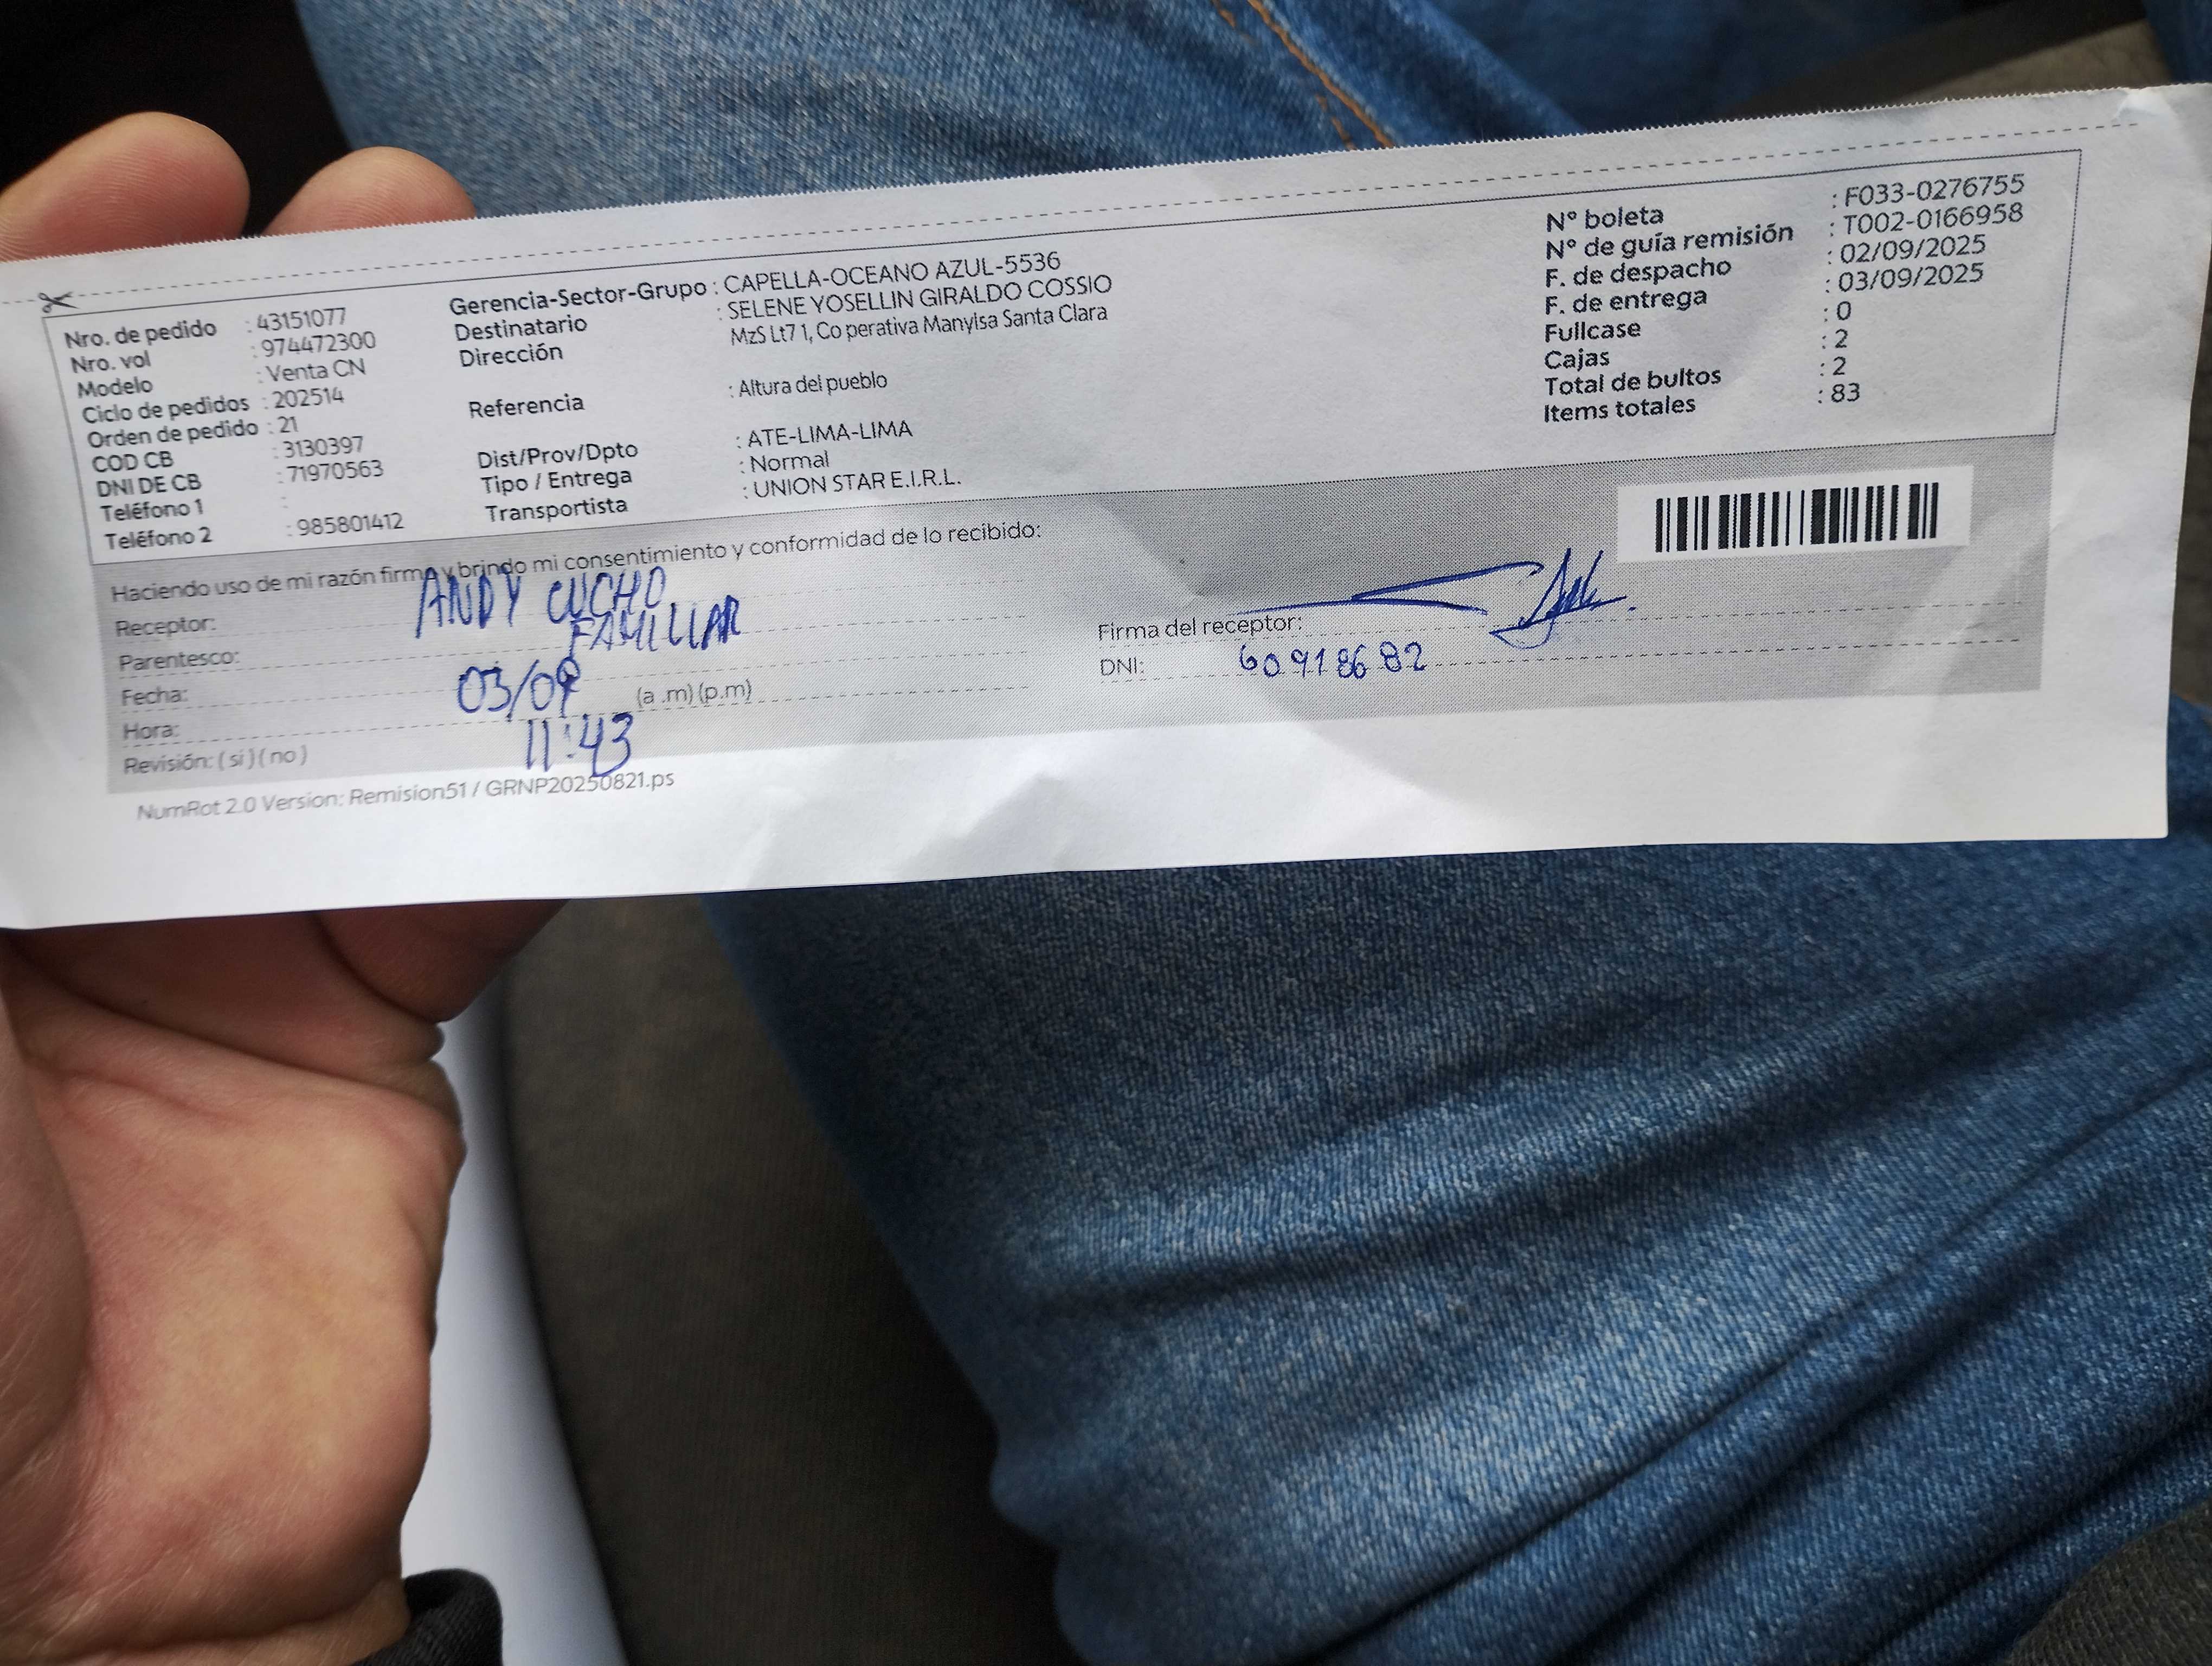 Nro. de pedido : 43151077
Nro. vol : 974472300
Modelo : Venta CN
Ciclo de pedidos : 202514
Orden de pedido : 21
COD CB : 3130397
DNI DE CB : 71970563
Teléfono 1 :
Teléfono 2 : 985801412
Gerencia-Sector-Grupo : CAPELLA-OCEANO AZUL-5536
Destinatario : SELENE YOSELLIN GIRALDO COSSIO
Dirección MzS Lt7 1, Co perativa Manylsa Santa Clara
Referencia : Altura del pueblo
Dist/Prov/Dpto : ATE-LIMA-LIMA
Tipo / Entrega : Normal
Transportista : UNION STAR E.I.R.L.
N° boleta : F033-0276755
N° de guía remisión : T002-0166958
F. de despacho : 02/09/2025
F. de entrega : 03/09/2025
Fullcase : 0
Cajas : 2
Total de bultos : 2
Items totales : 83
Haciendo uso de mi razón firmo y brindo mi consentimiento y conformidad de lo recibido:
Receptor: ANDY CUCHO
Parentesco: FAMILIAR
Fecha: 03/09 (a .m) (p.m)
Hora: 11:43
Revisión: ( si ) ( no )
Firma del receptor:
DNI: 60918682
NumRot 2.0 Version: Remision51 / GRNP20250821.ps